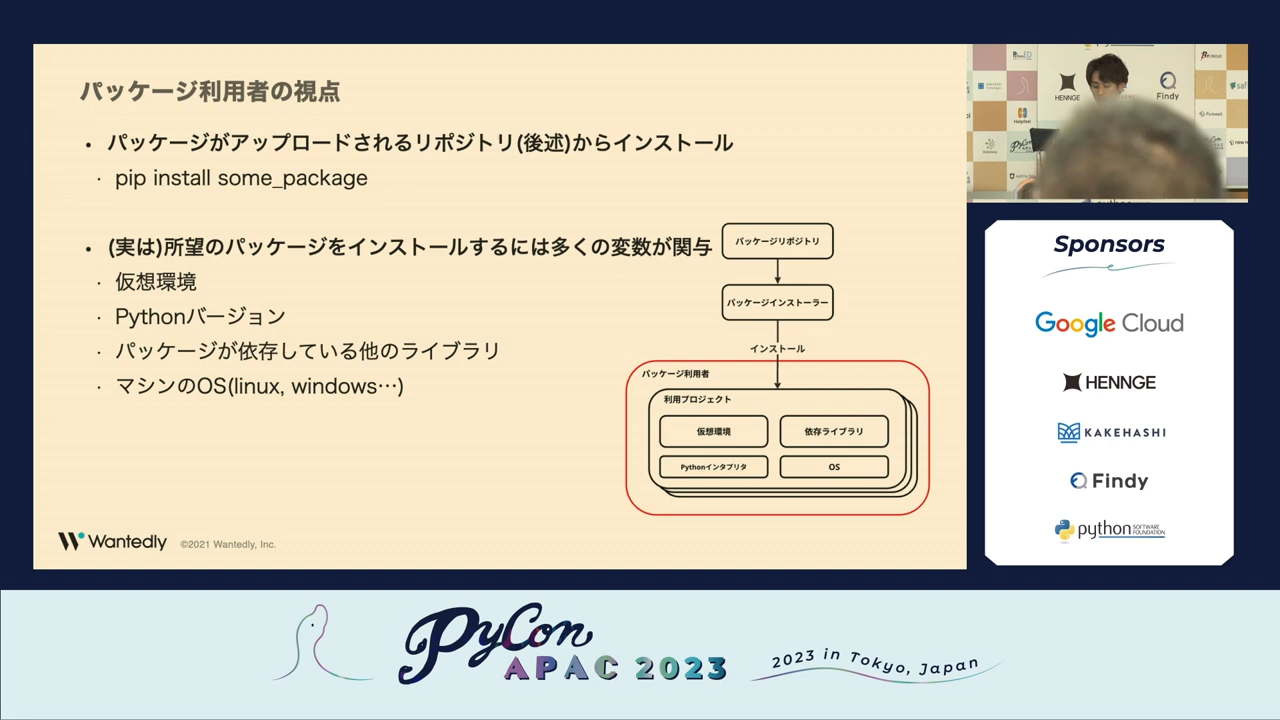 パッケージ利用者の視点
・ パッケージがアップロードされるリポジトリ(後述)からインストール
・ pip install some_package
・ (実は)所望のパッケージをインストールするには多くの変数が関与
・ 仮想環境
・ Pythonバージョン
・ パッケージが依存している他のライブラリ
・ マシンのOS(linux, windows…)
パッケージリポジトリ
パッケージインストーラー
インストール
パッケージ利用者
利用プロジェクト
仮想環境
依存ライブラリ
Pythonインタプリタ
OS
Wantedly
©2021 Wantedly, Inc.
HENNGE
Findy
Sponsors
Google Cloud
HENNGE
KAKEHASHI
Findy
python SOFTWARE FOUNDATION
PyCon
APAC 2023
2023 in Tokyo, Japan